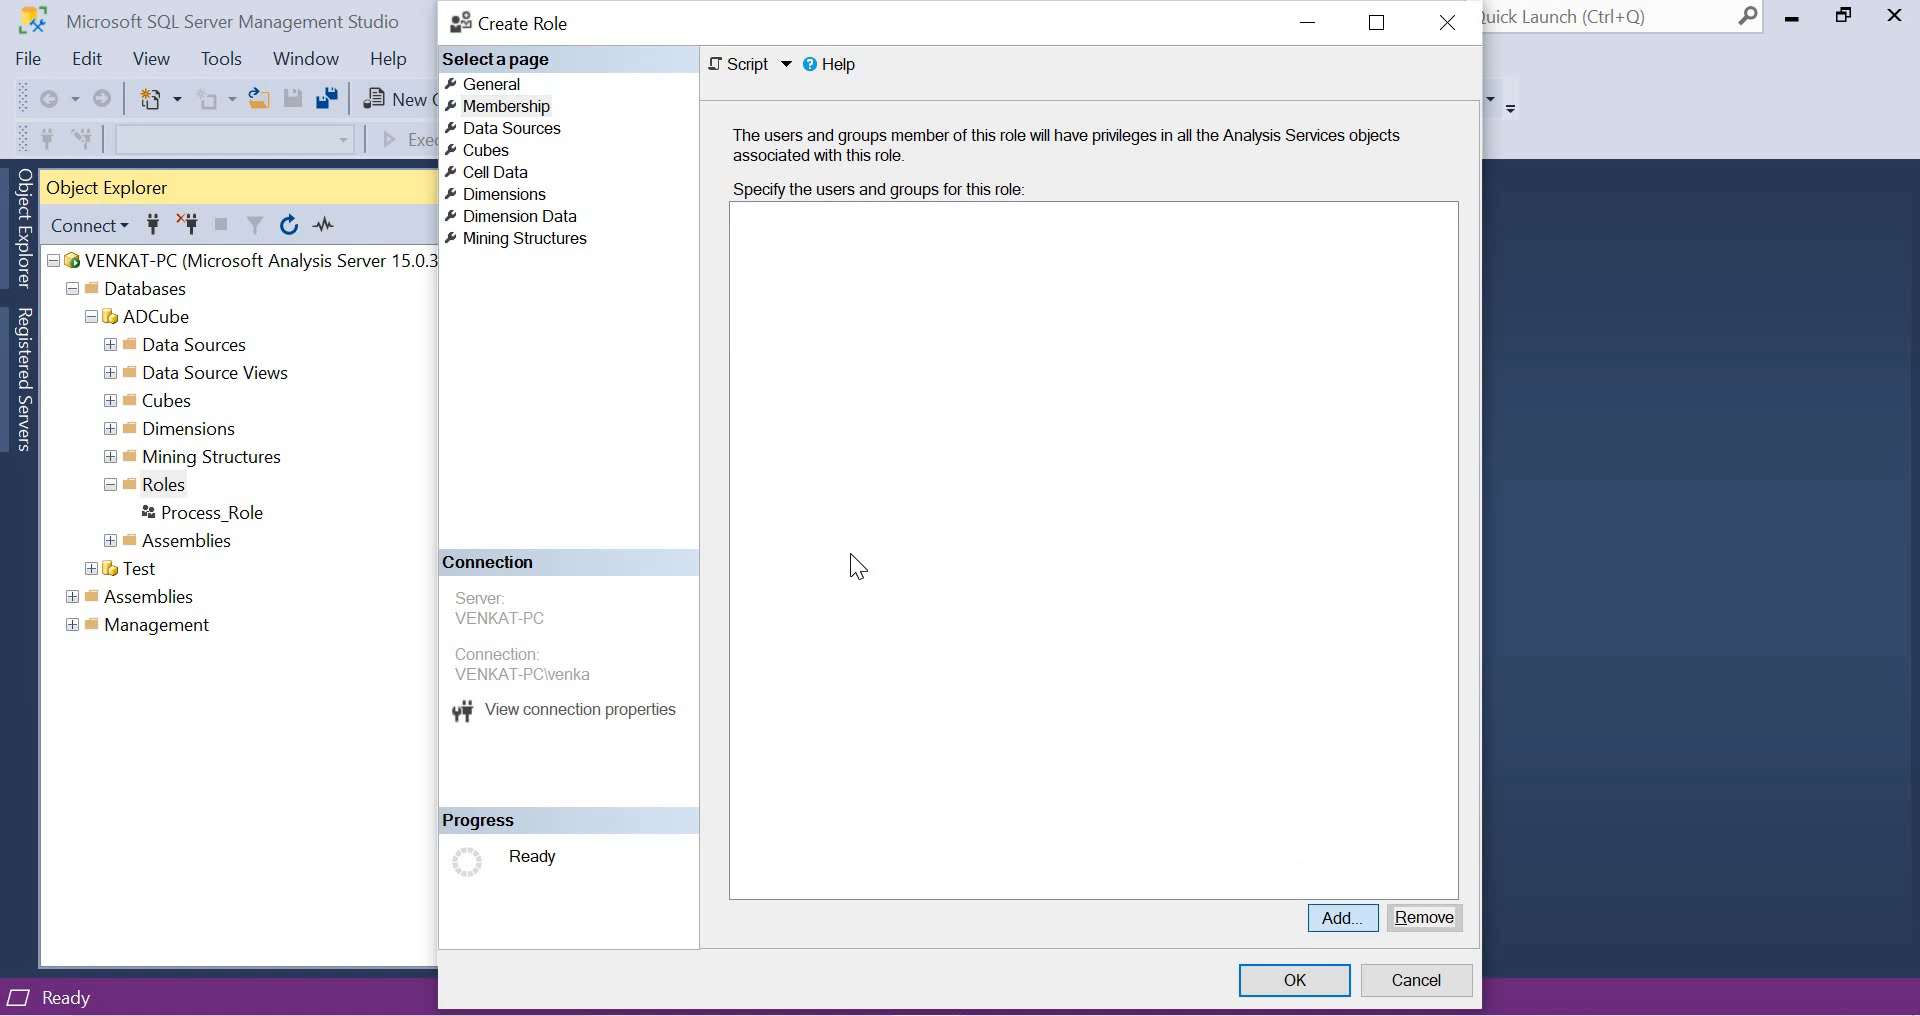 Microsoft SQL Server Management Studio
File Edit View Tools Window Help
New
Object Explorer
Registered Servers
Object Explorer
Connect
VENKAT-PC (Microsoft Analysis Server 15.0.3
Databases
ADCube
Data Sources
Data Source Views
Cubes
Dimensions
Mining Structures
Roles
Process_Role
Assemblies
Test
Assemblies
Management
Ready
Create Role
Select a page
General
Membership
Data Sources
Cubes
Cell Data
Dimensions
Dimension Data
Mining Structures
Connection
Server:
VENKAT-PC
Connection:
VENKAT-PC\venka
View connection properties
Progress
Ready
Script Help
The users and groups member of this role will have privileges in all the Analysis Services objects
associated with this role.
Specify the users and groups for this role:
Add... Remove
OK Cancel
Launch (Ctrl+Q)